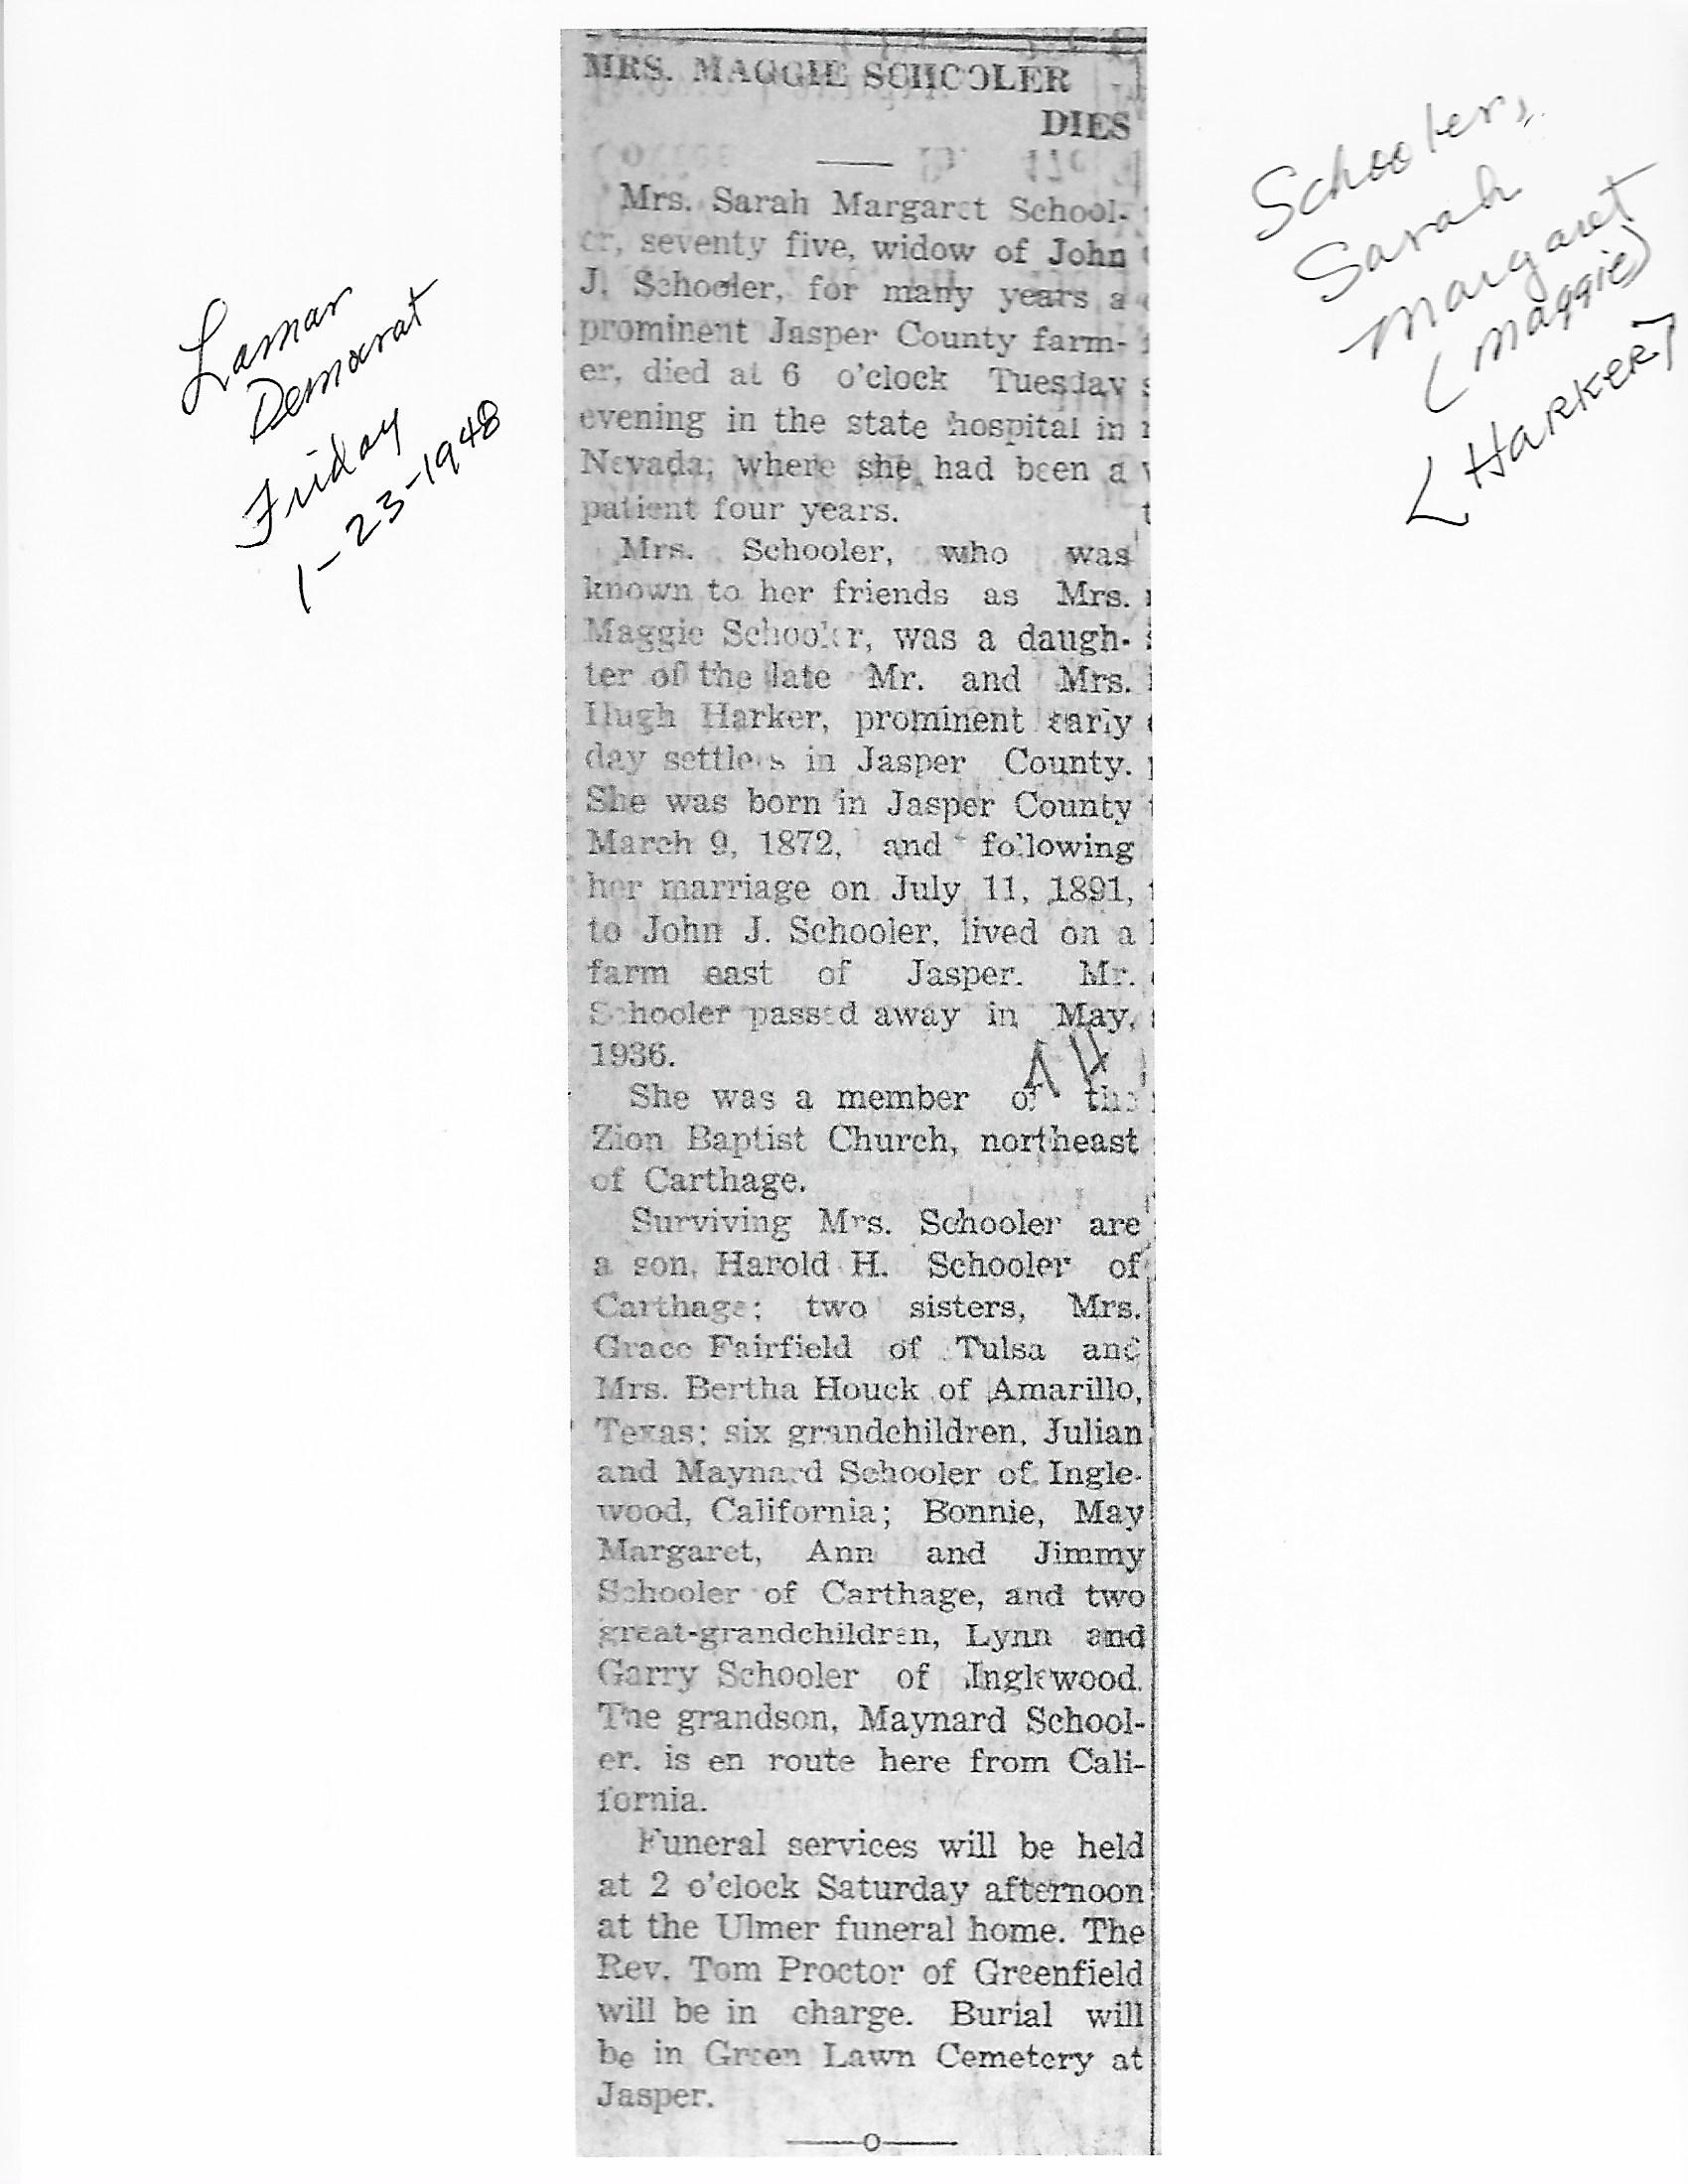 MRS. MAGGIE SCHOOLER
DIES
Mrs. Sarah Margaret School-
er, seventy five, widow of John
J. Schooler, for many years a
prominent Jasper County farm-
er, died at 6 o'clock Tuesday
evening in the state hospital in
Nevada, where she had been a
patient four years.
Mrs. Schooler, who was
known to her friends as Mrs.
Maggie Schooler, was a daugh-
ter of the late Mr. and Mrs.
Hugh Harker, prominent early
day settlers in Jasper County.
She was born in Jasper County
March 9, 1872, and following
her marriage on July 11, 1891,
to John J. Schooler, lived on a
farm east of Jasper. Mr.
Schooler passed away in May,
1936.
She was a member of the
Zion Baptist Church, northeast
of Carthage.
Surviving Mrs. Schooler are
a son, Harold H. Schooler of
Carthage; two sisters, Mrs.
Grace Fairfield of Tulsa and
Mrs. Bertha Houck of Amarillo,
Texas; six grandchildren, Julian
and Maynard Schooler of Ingle-
wood, California; Bonnie, May
Margaret, Ann and Jimmy
Schooler of Carthage, and two
great-grandchildren, Lynn and
Garry Schooler of Inglewood.
The grandson, Maynard School-
er, is en route here from Cali-
fornia.
Funeral services will be held
at 2 o'clock Saturday afternoon
at the Ulmer funeral home. The
Rev. Tom Proctor of Greenfield
will be in charge. Burial will
be in Green Lawn Cemetery at
Jasper.
Lamar
Democrat
Friday
1-23-1948
Schooler,
Sarah
Margaret
(Maggie)
[HARKER]